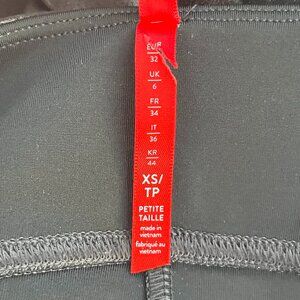 EUR
32
UK
6
FR
34
IT
36
KR
44
XS/
TP
PETITE
TAILLE
made in
vietnam
fabriqué au
vietnam